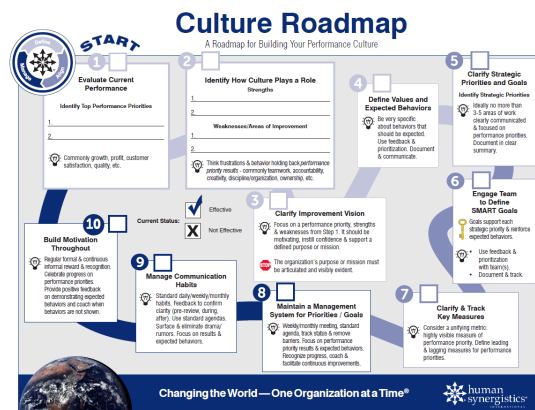 Culture Roadmap
A Roadmap for Building Your Performance Culture
START
Define
Align
Manage
1
Evaluate Current
Performance
Identify Top Performance Priorities
1.
2.
Commonly growth, profit, customer
satisfaction, quality, etc.
2
Identify How Culture Plays a Role
Strengths
1.
2.
Weaknesses/Areas of Improvement
1.
2.
Think frustrations & behavior holding back performance
priority results - commonly teamwork, accountability,
creativity, discipline/organization, ownership, etc.
3
Clarify Improvement Vision
Focus on a performance priority, strengths
& weaknesses from Step 1. It should be
motivating, instill confidence & support a
defined purpose or mission.
STOP
The organization's purpose or mission must
be articulated and visibly evident.
4
Define Values and
Expected Behaviors
Be very specific
about behaviors that
should be expected.
Use feedback &
prioritization. Document
& communicate.
5
Clarify Strategic
Priorities and Goals
Identify Strategic Priorities
Ideally no more than
3-5 areas of work
clearly communicated
& focused on
performance priorities.
Document in clear
summary.
6
Engage Team
to Define
SMART Goals
Goals support each
strategic priority & reinforce
expected behaviors.
• Use feedback &
prioritization
with team(s).
• Document & track.
7
Clarify & Track
Key Measures
Consider a unifying metric:
highly visible measure of
performance priority. Define leading
& lagging measures for performance
priorities.
8
Maintain a Management
System for Priorities / Goals
Weekly/monthly meeting, standard
agenda, track status & remove
barriers. Focus on performance
priority results & expected behaviors.
Recognize progress, coach &
facilitate continuous improvements.
9
Manage Communication
Habits
Standard daily/weekly/monthly
habits. Feedback to confirm
clarity (pre-review, during,
after). Use standard agendas.
Surface & eliminate drama/
rumors. Focus on results &
expected behaviors.
10
Build Motivation
Throughout
Regular formal & continuous
informal reward & recognition.
Celebrate progress on
performance priorities.
Provide positive feedback
on demonstrating expected
behaviors and coach when
behaviors are not shown.
Current Status:
Effective
X
Not Effective
Changing the World—One Organization at a Time®
human
synergistics®
INTERNATIONAL